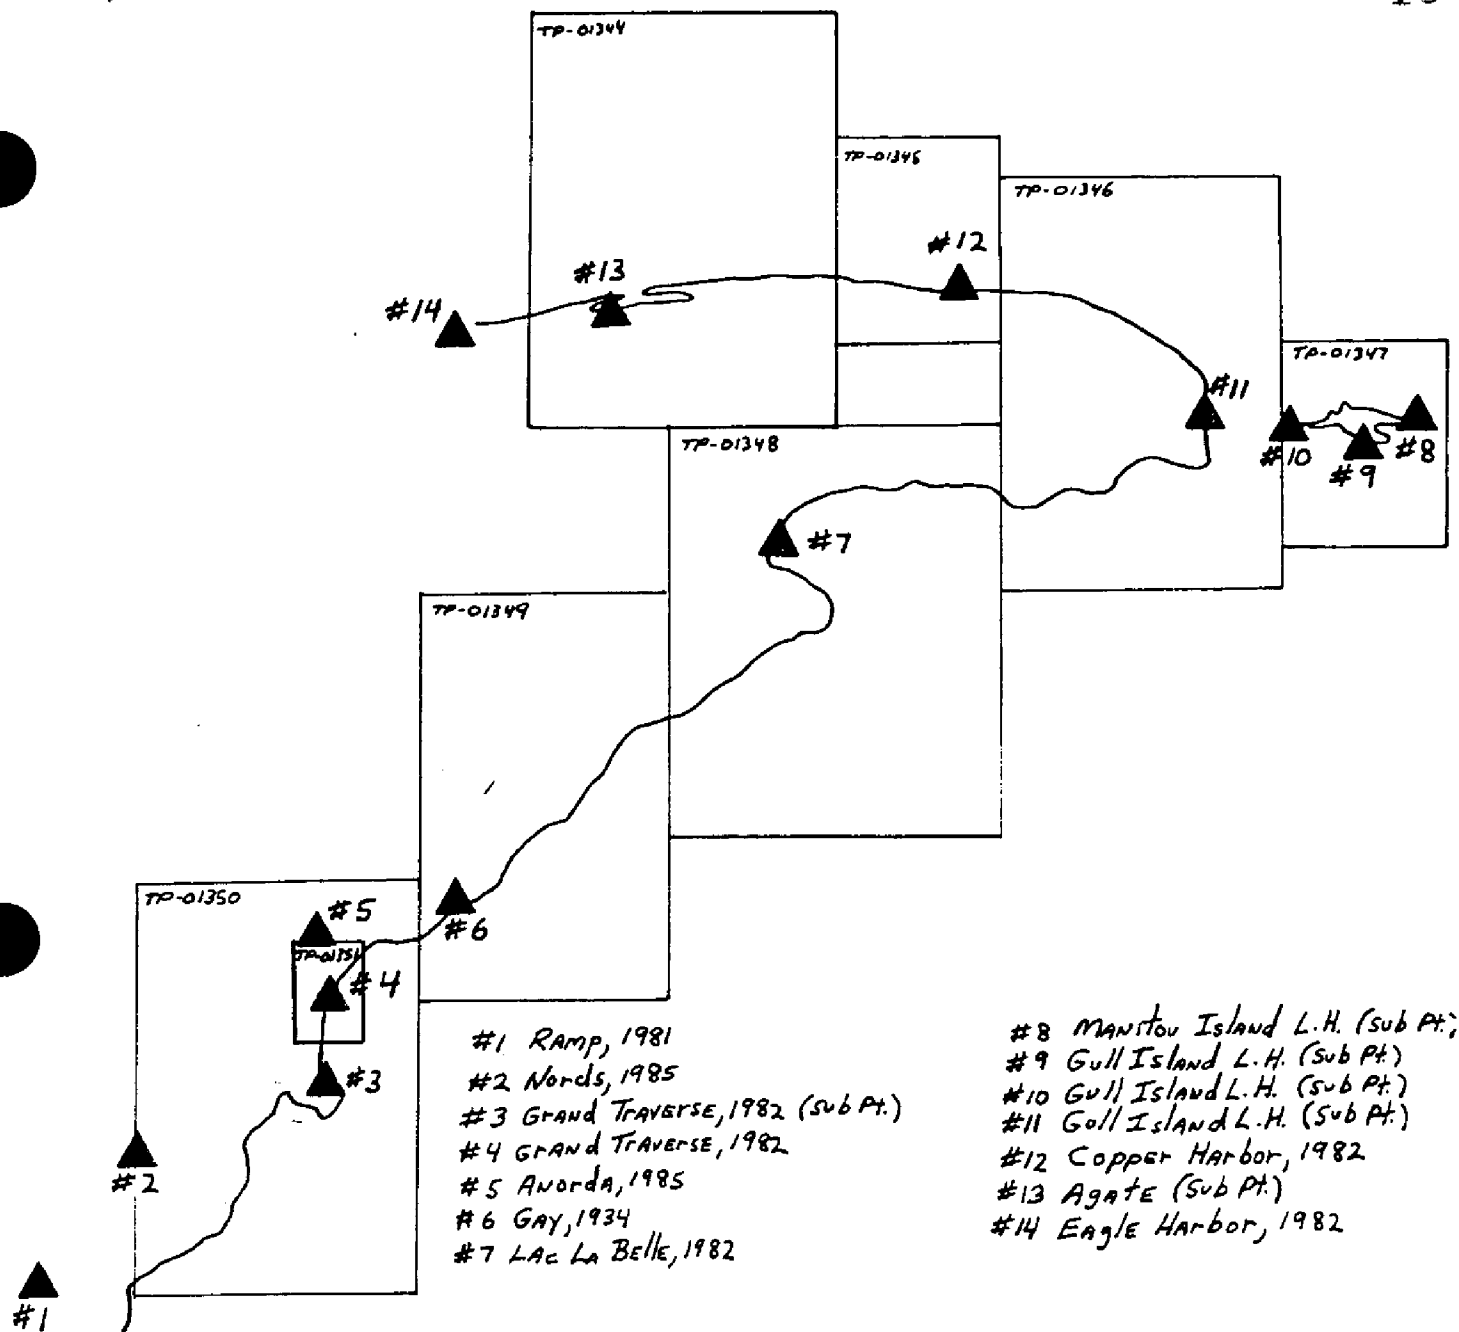 TP-01344
TP-01345
TP-01346
#12
#13
#14
TP-01347
#11
#10
#9
#8
TP-01348
#7
TP-01349
TP-01350
#5
#6
TP-01351
#4
#3
#2
#1
#1 Ramp, 1981
#2 Nords, 1985
#3 Grand Traverse, 1982 (Sub Pt.)
#4 Grand Traverse, 1982
#5 Anorda, 1985
#6 Gay, 1934
#7 Lac La Belle, 1982
#8 Manitou Island L.H. (Sub Pt.)
#9 Gull Island L.H. (Sub Pt.)
#10 Gull Island L.H. (Sub Pt.)
#11 Gull Island L.H. (Sub Pt.)
#12 Copper Harbor, 1982
#13 Agate (Sub Pt.)
#14 Eagle Harbor, 1982